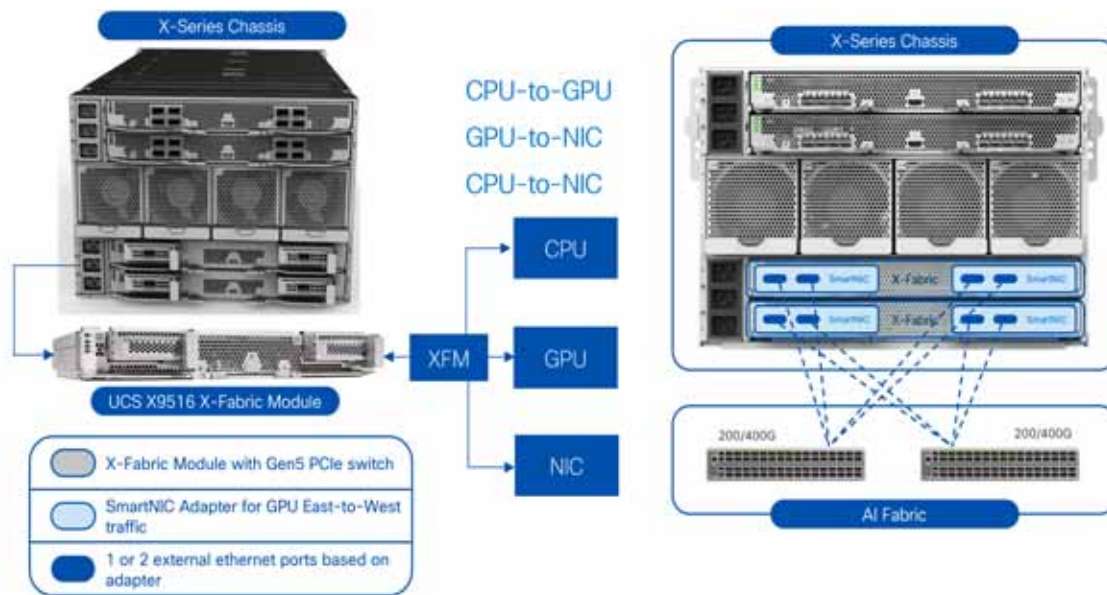 X-Series Chassis
CPU-to-GPU
GPU-to-NIC
CPU-to-NIC
CPU
XFM
GPU
NIC
UCS X9516 X-Fabric Module
X-Fabric Module with Gen5 PCIe switch
SmartNIC Adapter for GPU East-to-West
traffic
1 or 2 external ethernet ports based on
adapter
X-Series Chassis
SmartNIC X-Fabric SmartNIC
SmartNIC X-Fabric SmartNIC
200/400G 200/400G
AI Fabric